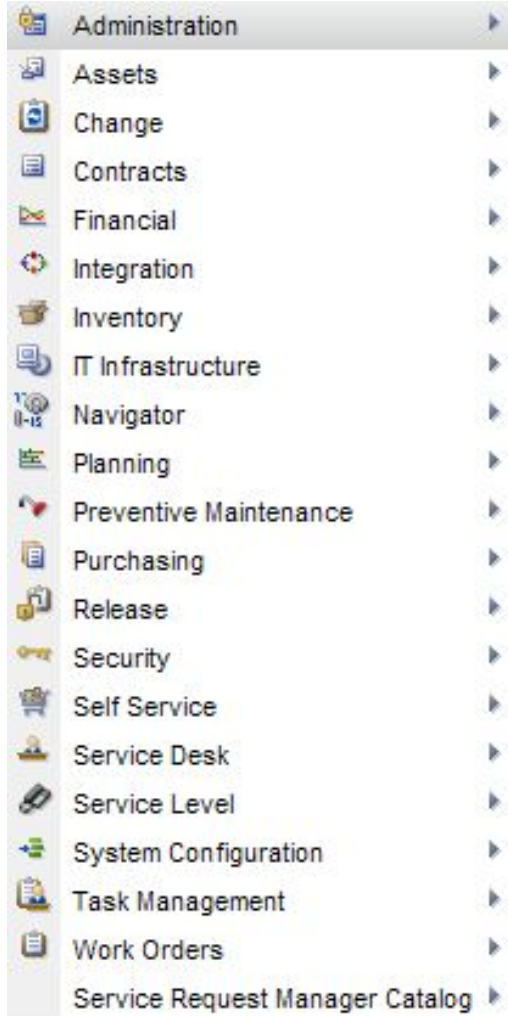 Administration
Assets
Change
Contracts
Financial
Integration
Inventory
IT Infrastructure
Navigator
Planning
Preventive Maintenance
Purchasing
Release
Security
Self Service
Service Desk
Service Level
System Configuration
Task Management
Work Orders
Service Request Manager Catalog